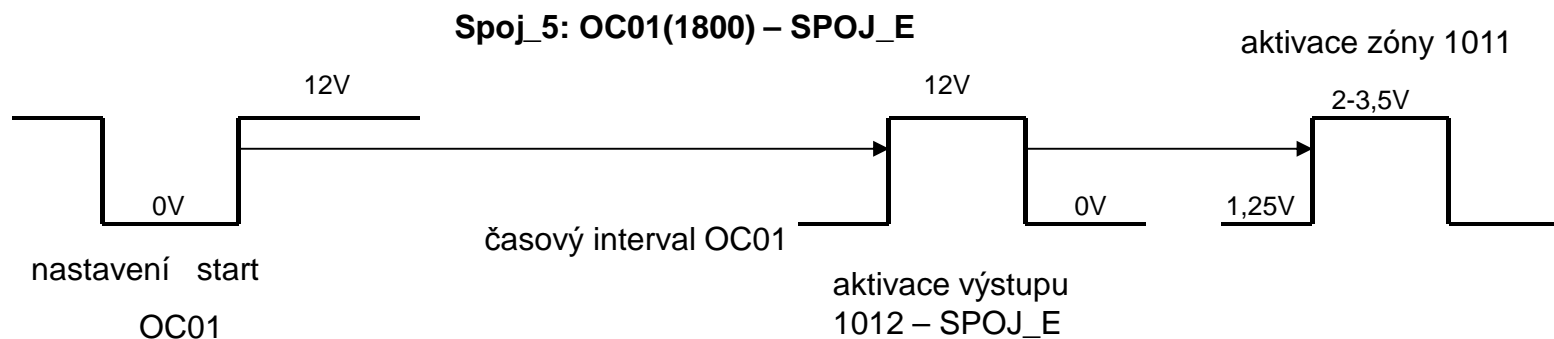 Spoj_5: OC01(1800) – SPOJ_E
aktivace zóny 1011
12V
12V
2-3,5V
0V
0V
1,25V
časový interval OC01
nastavení start
OC01
aktivace výstupu
1012 – SPOJ_E